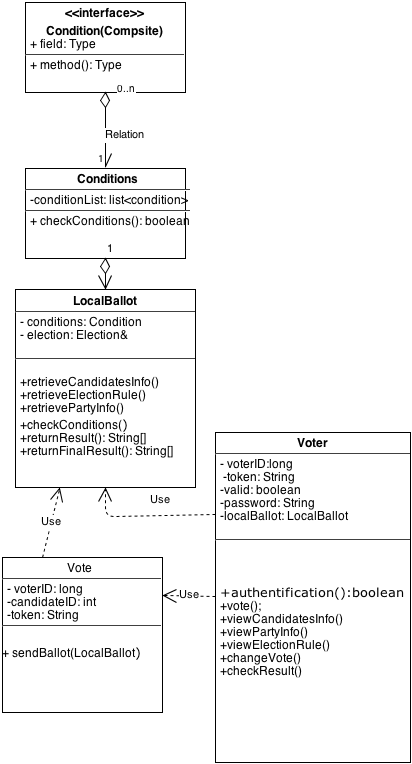 <<interface>>
Condition(Compsite)
+ field: Type
+ method(): Type
0..n
Relation
1
Conditions
-conditionList: list<condition>
+ checkConditions(): boolean
1
LocalBallot
- conditions: Condition
- election: Election&
+retrieveCandidatesInfo()
+retrieveElectionRule()
+retrievePartyInfo()
+checkConditions()
+returnResult(): String[]
+returnFinalResult(): String[]
Use
Use
Voter
- voterID:long
-token: String
-valid: boolean
-password: String
-localBallot: LocalBallot
+authentification():boolean
+vote();
+viewCandidatesInfo()
+viewPartyInfo()
+viewElectionRule()
+changeVote()
+checkResult()
Use
Vote
- voterID: long
-candidateID: int
-token: String
+ sendBallot(LocalBallot)